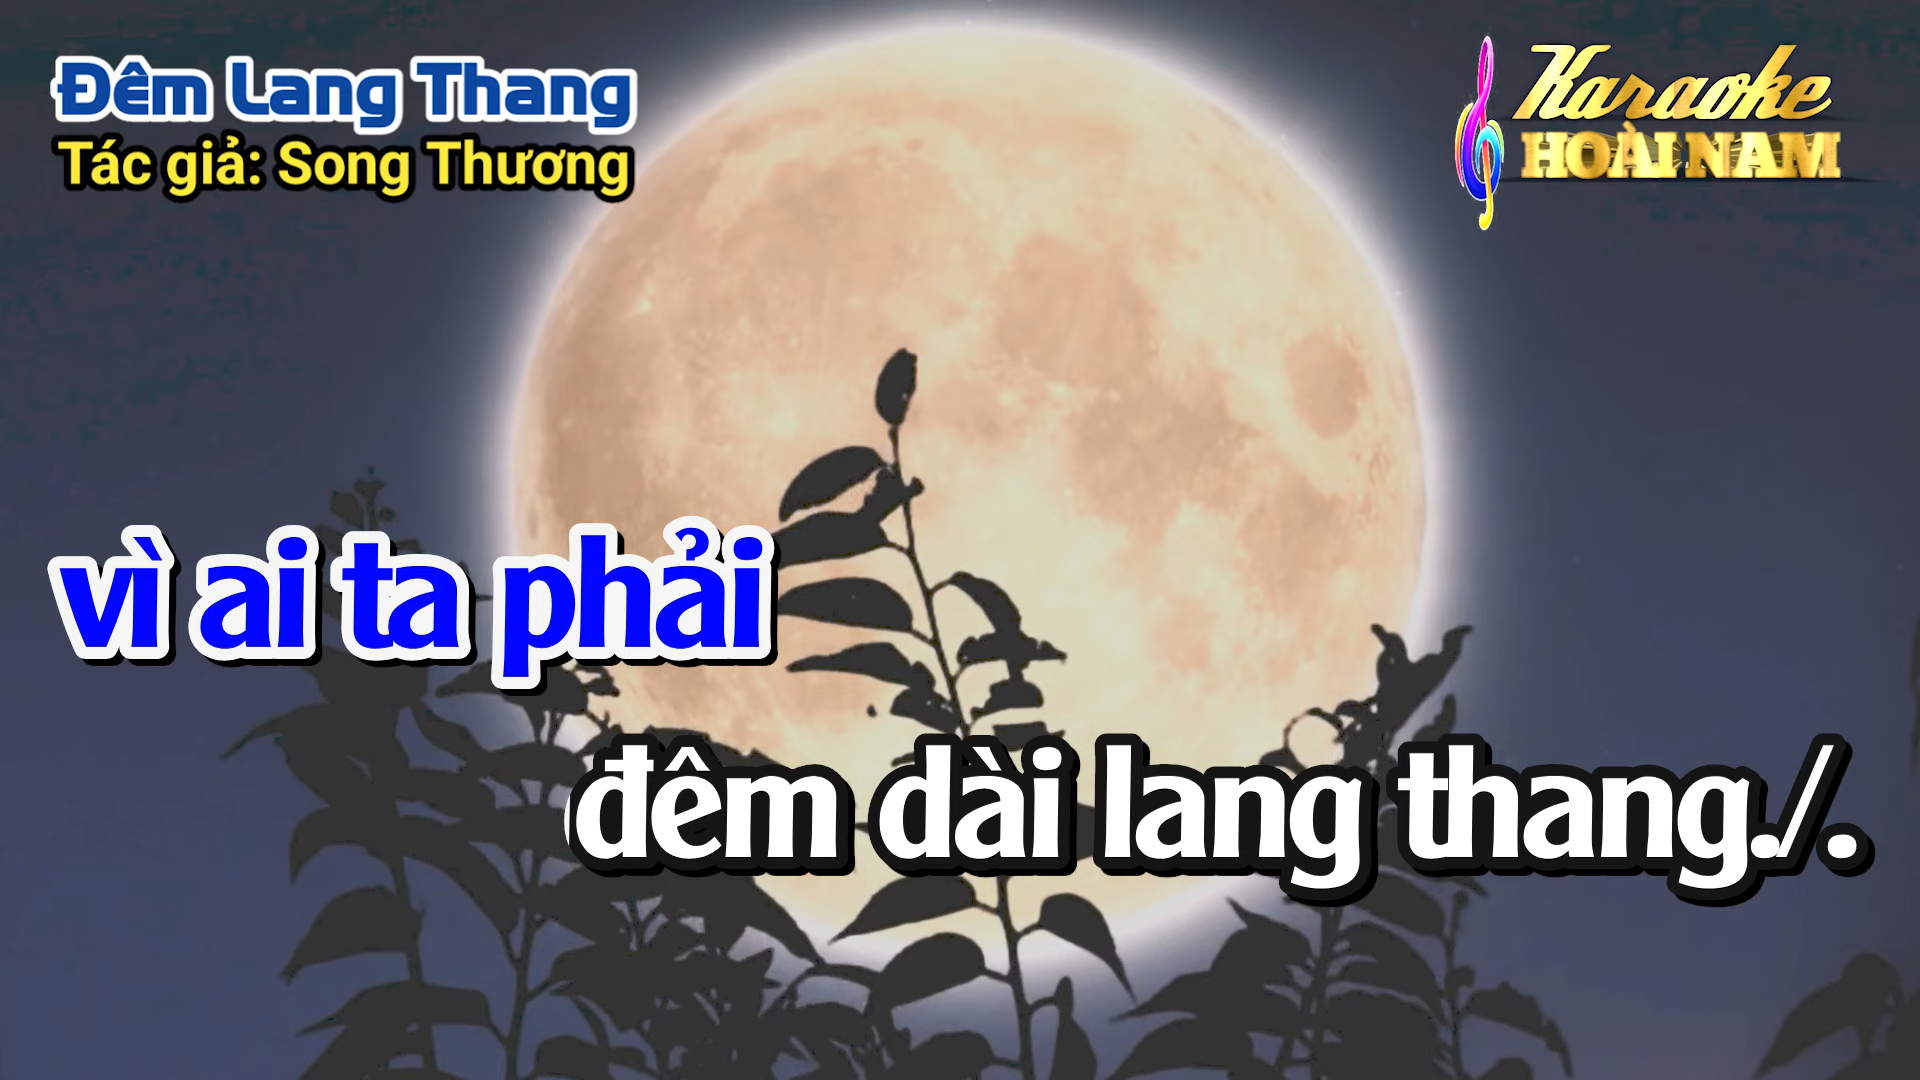 Đêm Lang Thang
Tác giả: Song Thương
Karaoke
HOÀI NAM
vì ai ta phải
đêm dài lang thang./.